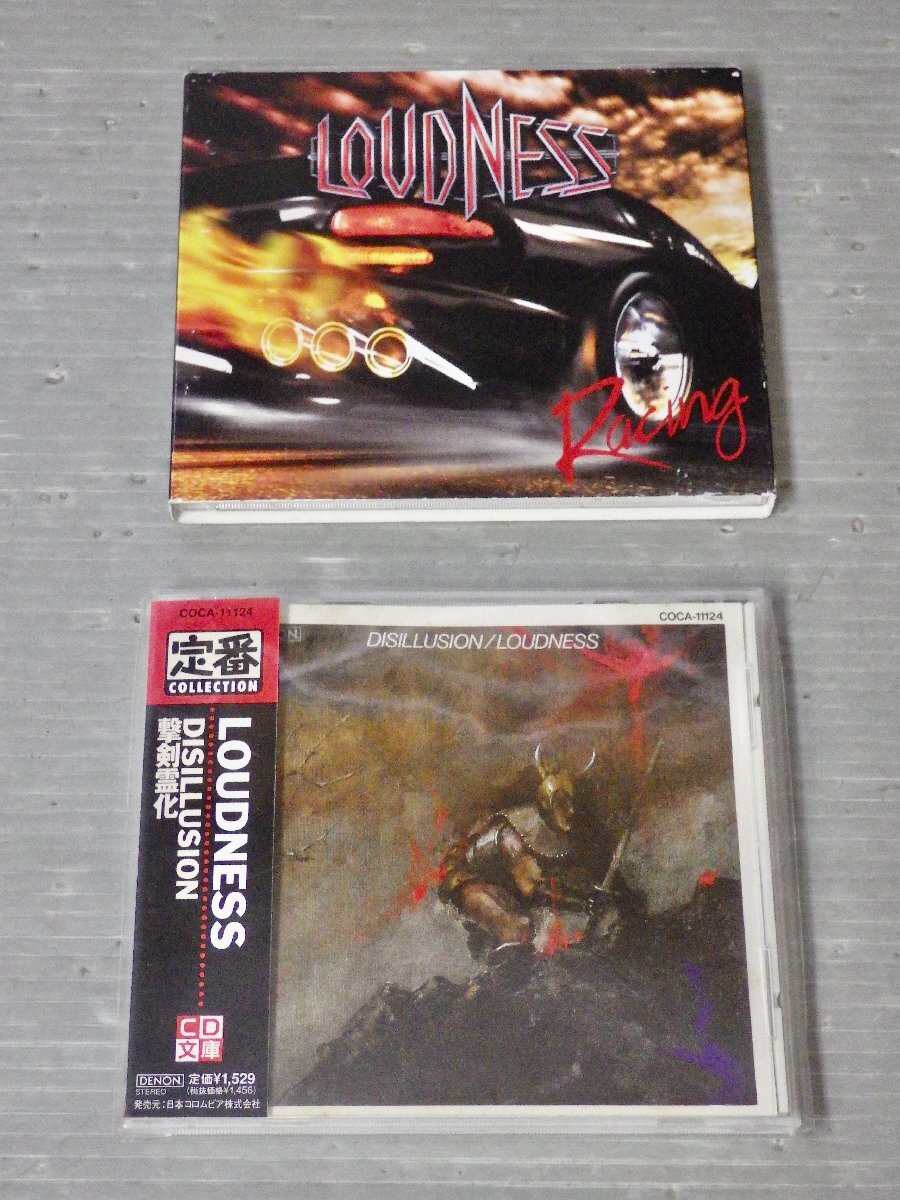 LOUDNESS
Racing
COCA-11124
定番
COLLECTION
LOUDNESS
DISILLUSION
撃剣霊化
CD
文庫
DENON
STEREO
定価¥1,529
(税抜価格¥1,456)
発売元:日本コロムビア株式会社
COCA-11124
DISILLUSION/LOUDNESS